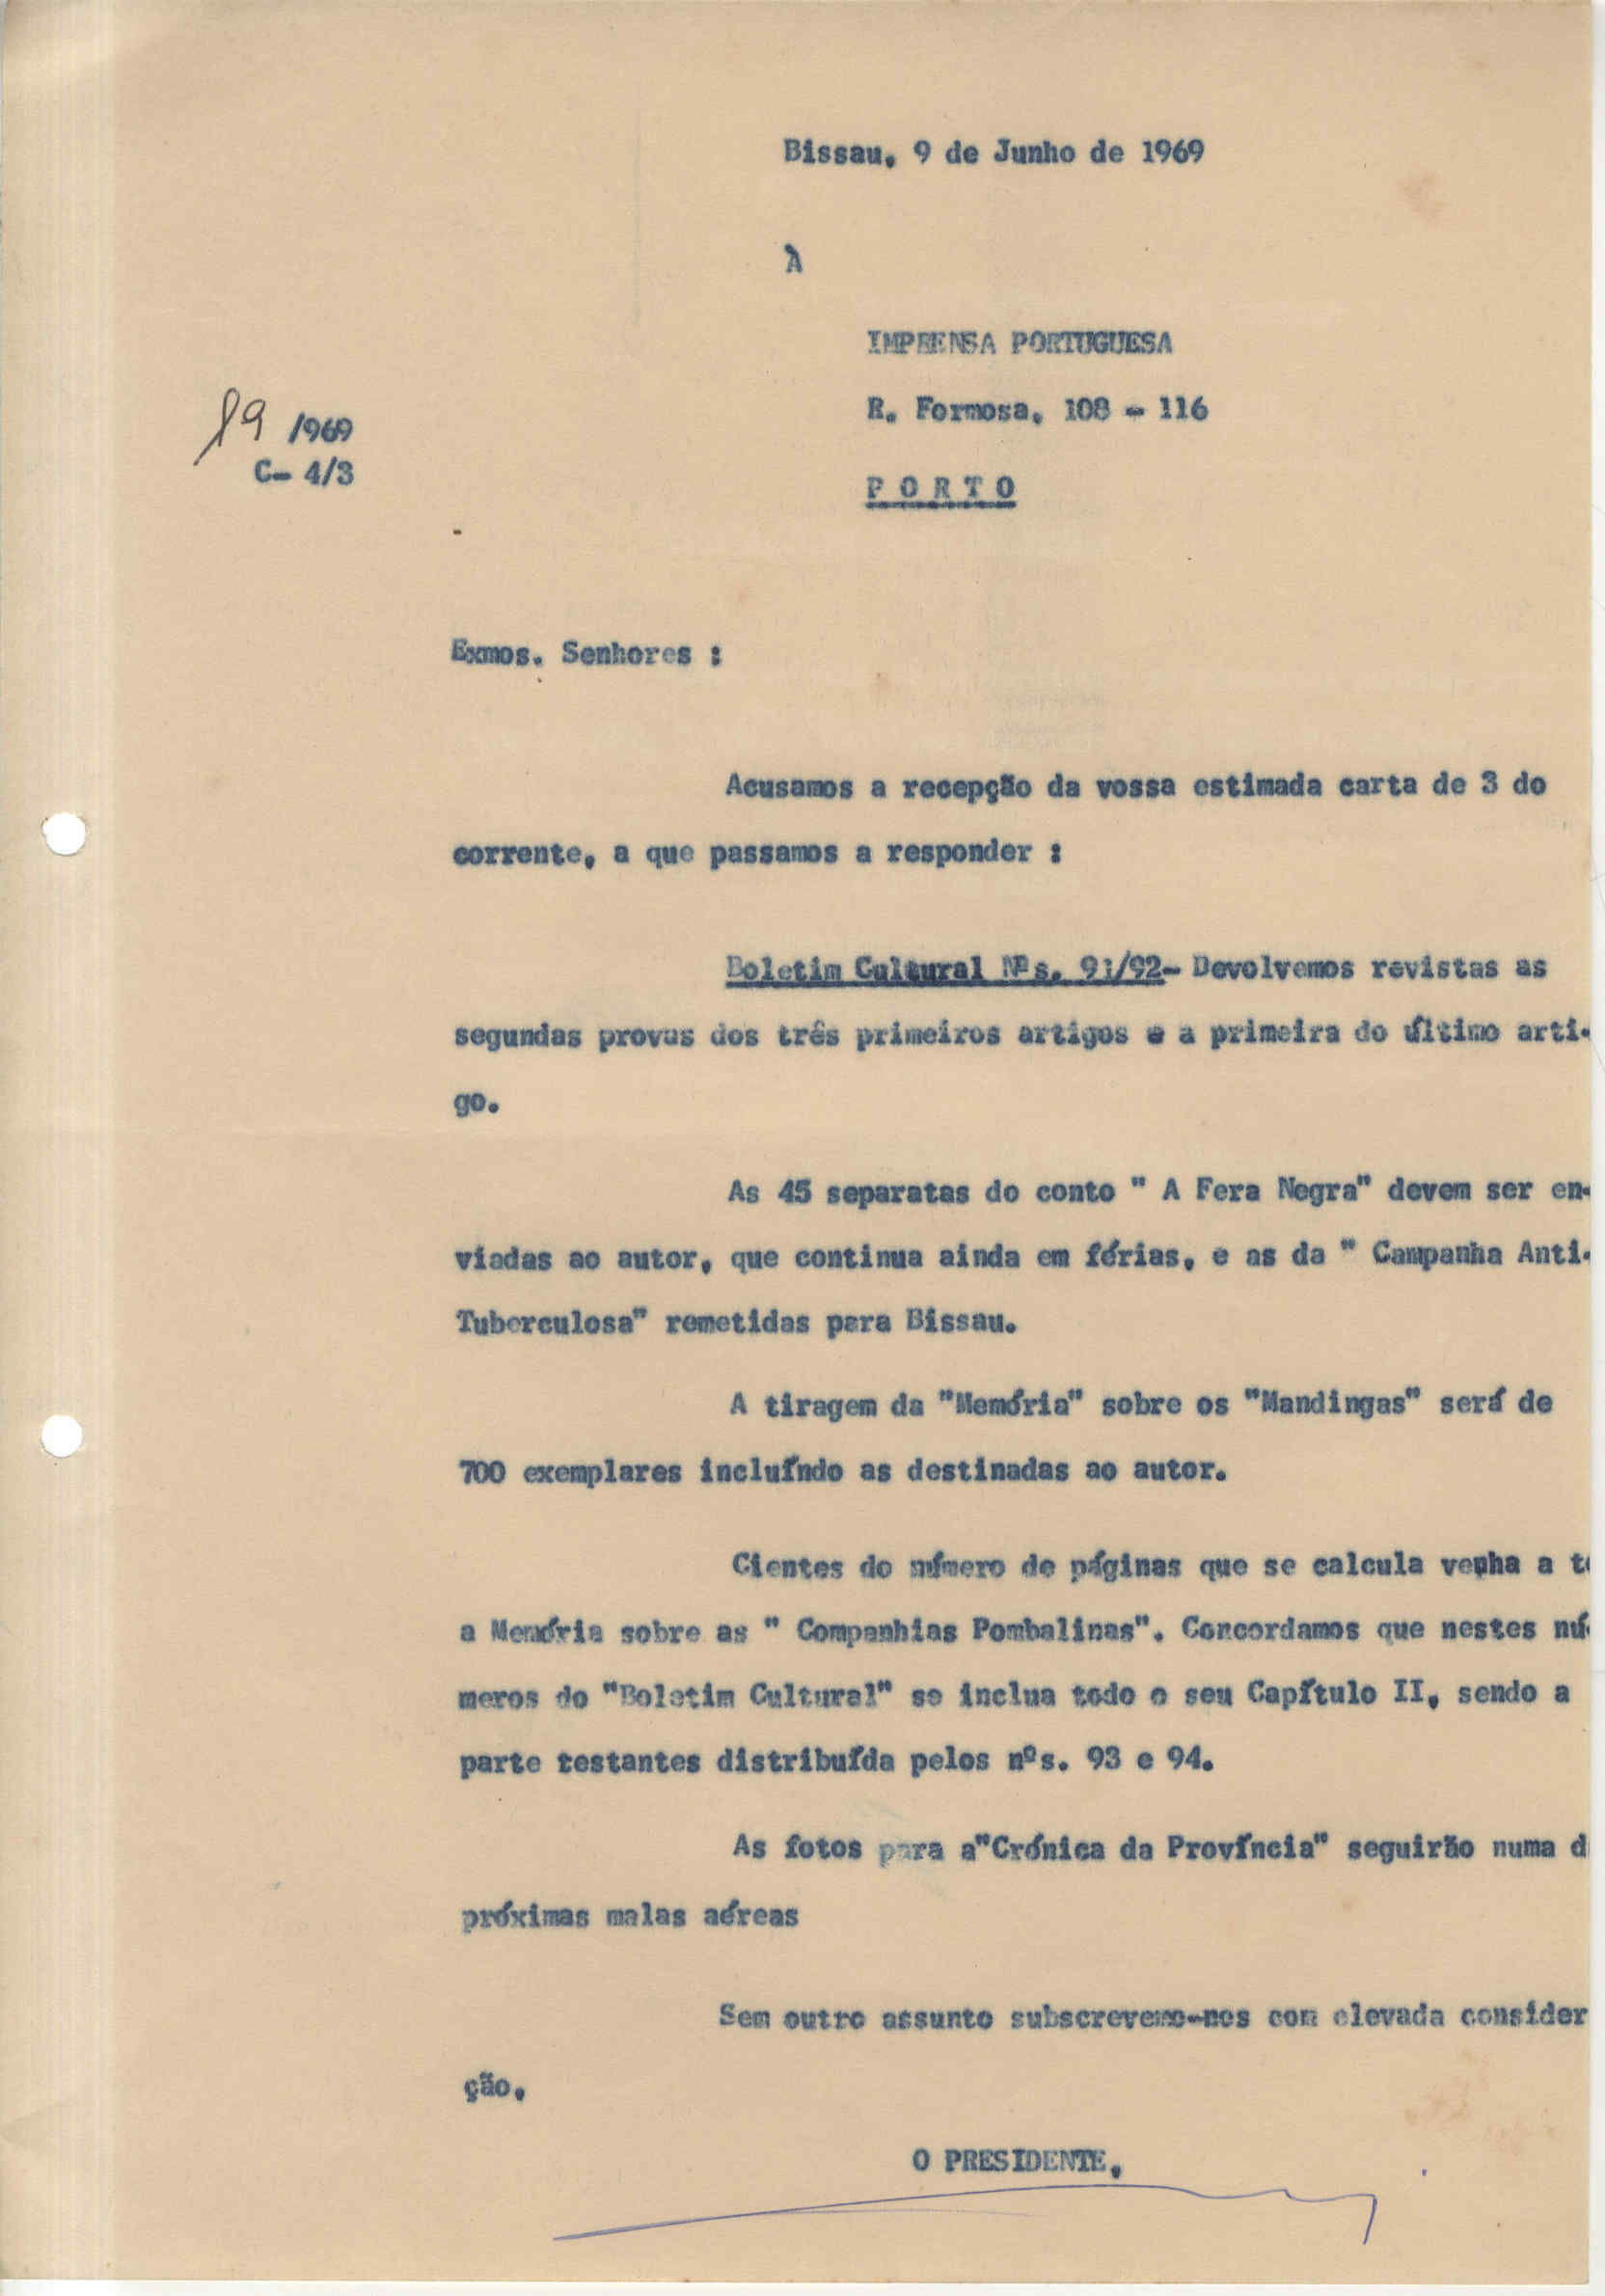 Bissau, 9 de Junho de 1969
À
IMPRENSA PORTUGUESA
R. Formosa, 108 - 116
19 /969
C- 4/3
P O R T O
Exmos. Senhores :
Acusamos a recepção da vossa estimada carta de 3 do
corrente, a que passamos a responder :
Boletim Cultural Nºs. 91/92- Devolvemos revistas as
segundas provas dos três primeiros artigos e a primeira do último arti-
go.
As 45 separatas do conto " A Fera Negra" devem ser en-
viadas ao autor, que continua ainda em férias, e as da " Campanha Anti-
Tuberculosa" remetidas para Bissau.
A tiragem da "Memória" sobre os "Mandingas" será de
700 exemplares incluíndo as destinadas ao autor.
Cientes do número de páginas que se calcula venha a te
a Memória sobre as " Companhias Pombalinas". Concordamos que nestes nú-
meros do "Boletim Cultural" se inclua todo o seu Capítulo II, sendo a
parte testantes distribuída pelos nºs. 93 e 94.
As fotos para a"Crónica da Província" seguirão numa d
próximas malas aéreas
Sem outro assunto subscrevemo-nos com elevada consider
ção.
O PRESIDENTE,